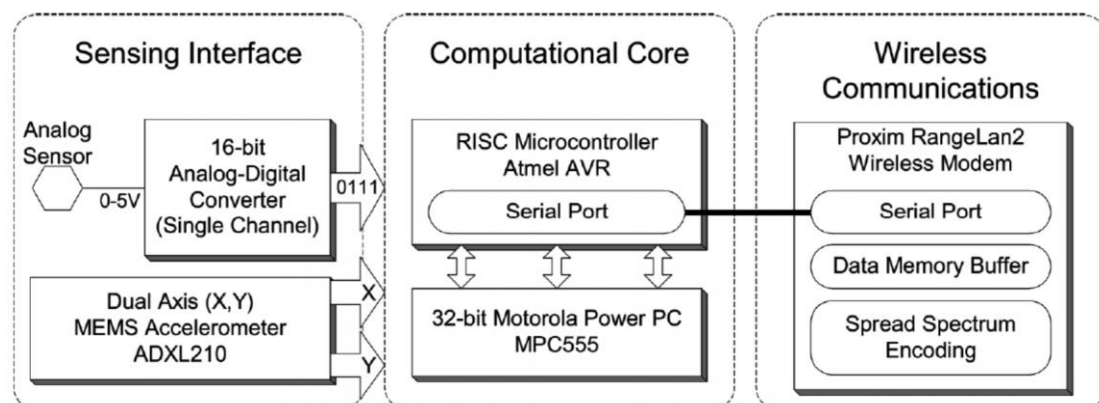 Sensing Interface
Analog
Sensor
0-5V
16-bit
Analog-Digital
Converter
(Single Channel)
0111
Dual Axis (X,Y)
MEMS Accelerometer
ADXL210
X
Y
Computational Core
RISC Microcontroller
Atmel AVR
Serial Port
32-bit Motorola Power PC
MPC555
Wireless
Communications
Proxim RangeLan2
Wireless Modem
Serial Port
Data Memory Buffer
Spread Spectrum
Encoding